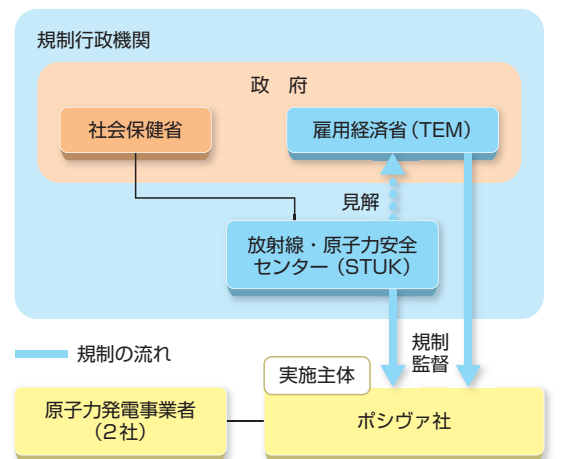 規制行政機関
政 府
社会保健省
雇用経済省(TEM)
見解
放射線・原子力安全
センター(STUK)
規制の流れ
規制
監督
実施主体
原子力発電事業者
(2社)
ポシヴァ社